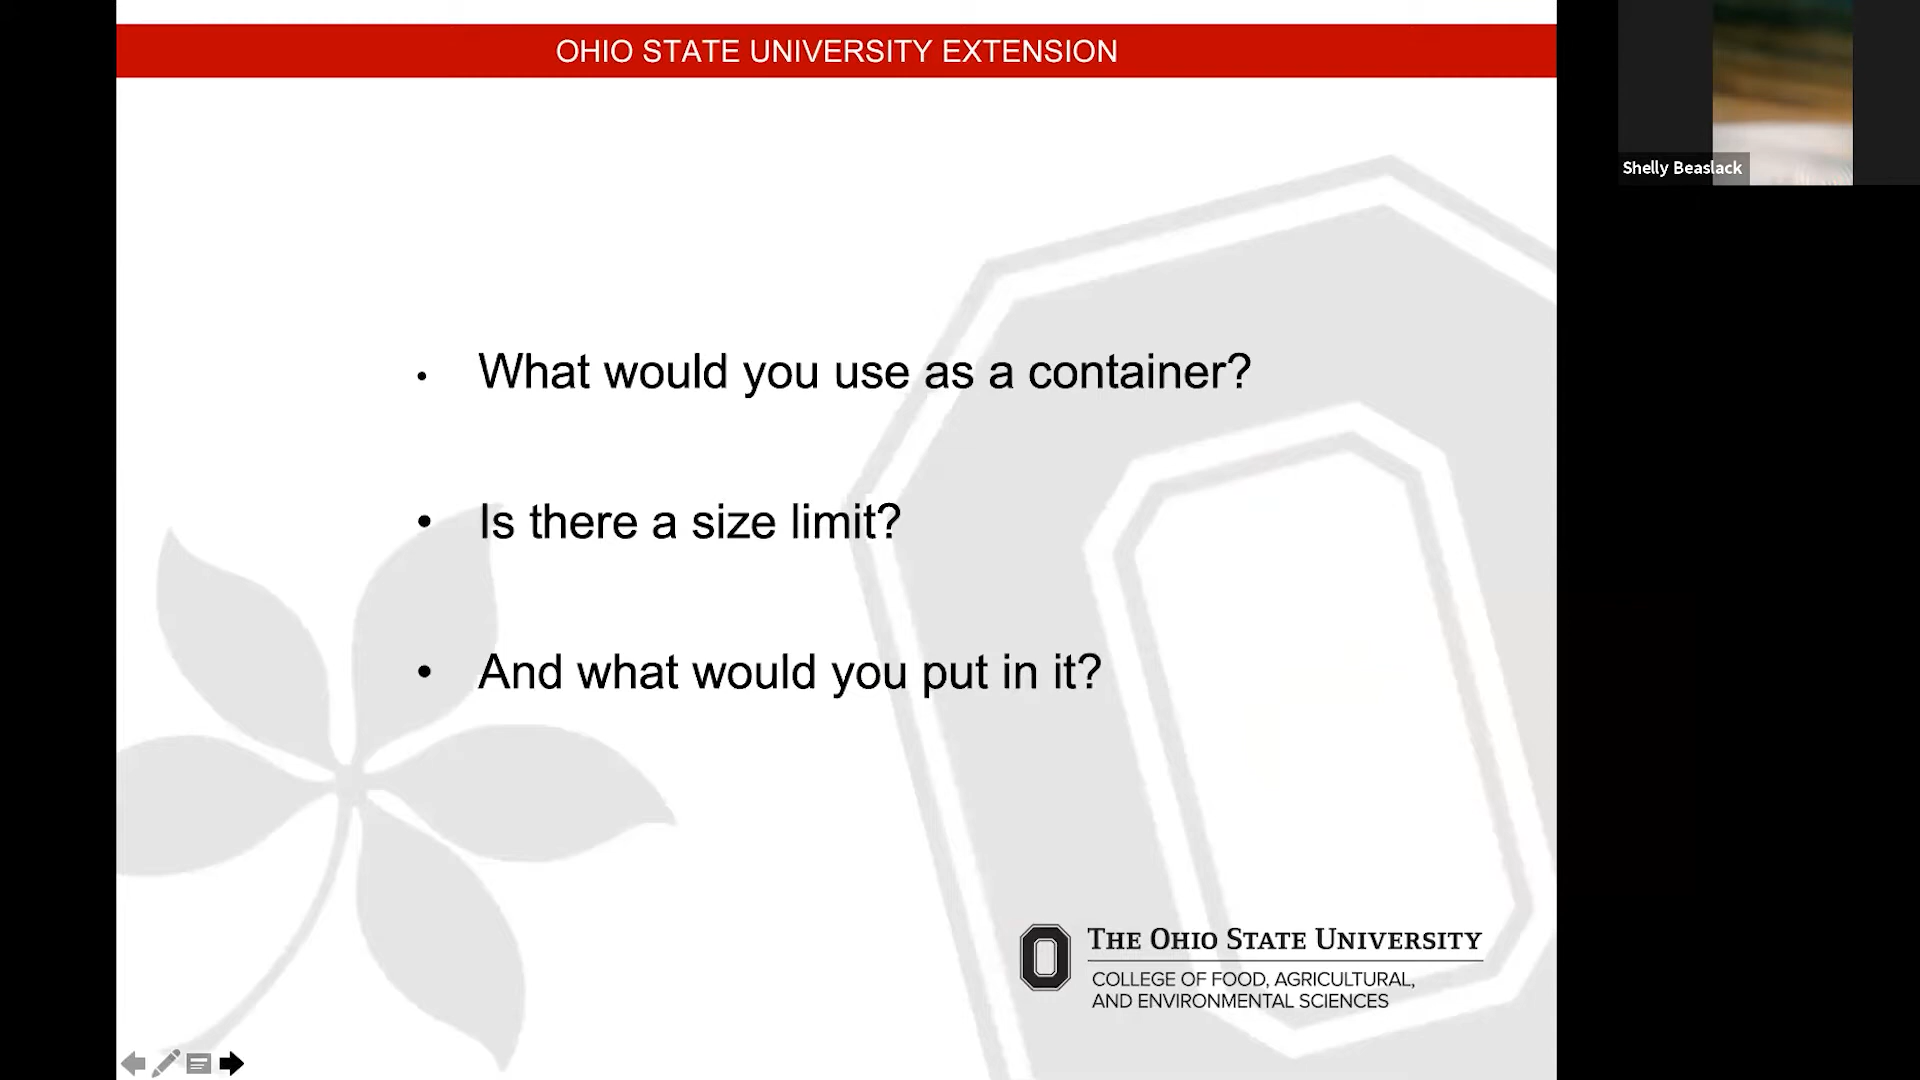 OHIO STATE UNIVERSITY EXTENSION
Shelly Beaslack
• What would you use as a container?
• Is there a size limit?
• And what would you put in it?
THE OHIO STATE UNIVERSITY
COLLEGE OF FOOD, AGRICULTURAL,
AND ENVIRONMENTAL SCIENCES